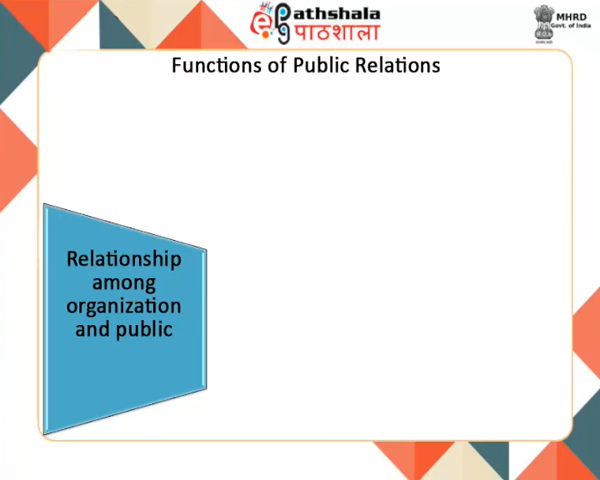 ePathshala
पाठशाला
MHRD
Govt. of India
Functions of Public Relations
Relationship
among
organization
and public